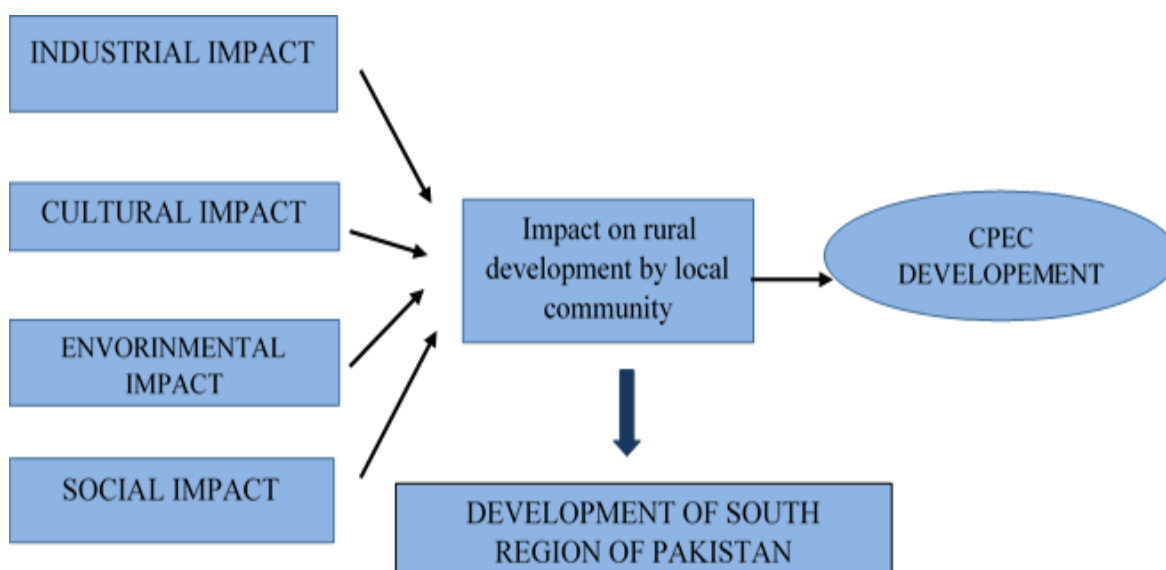 INDUSTRIAL IMPACT
CULTURAL IMPACT
ENVORINMENTAL
IMPACT
SOCIAL IMPACT
Impact on rural
development by local
community
CPEC
DEVELOPEMENT
DEVELOPMENT OF SOUTH
REGION OF PAKISTAN